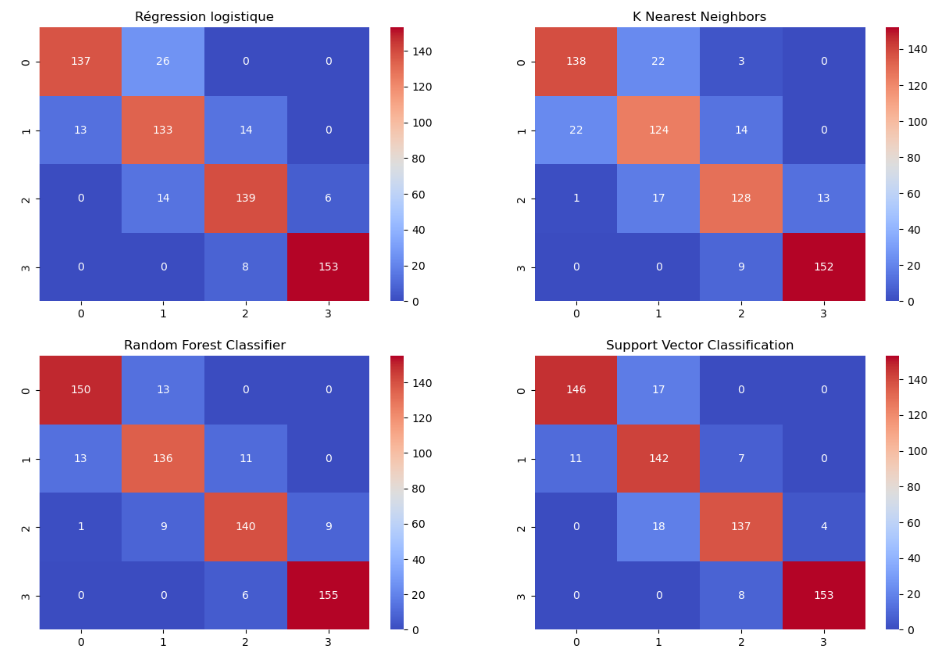 Régression logistique
0 137 26 0 0
1 13 133 14 0
2 0 14 139 6
3 0 0 8 153
0 1 2 3
140
120
100
80
60
40
20
0
K Nearest Neighbors
0 138 22 3 0
1 22 124 14 0
2 1 17 128 13
3 0 0 9 152
0 1 2 3
140
120
100
80
60
40
20
0
Random Forest Classifier
0 150 13 0 0
1 13 136 11 0
2 1 9 140 9
3 0 0 6 155
0 1 2 3
140
120
100
80
60
40
20
0
Support Vector Classification
0 146 17 0 0
1 11 142 7 0
2 0 18 137 4
3 0 0 8 153
0 1 2 3
140
120
100
80
60
40
20
0